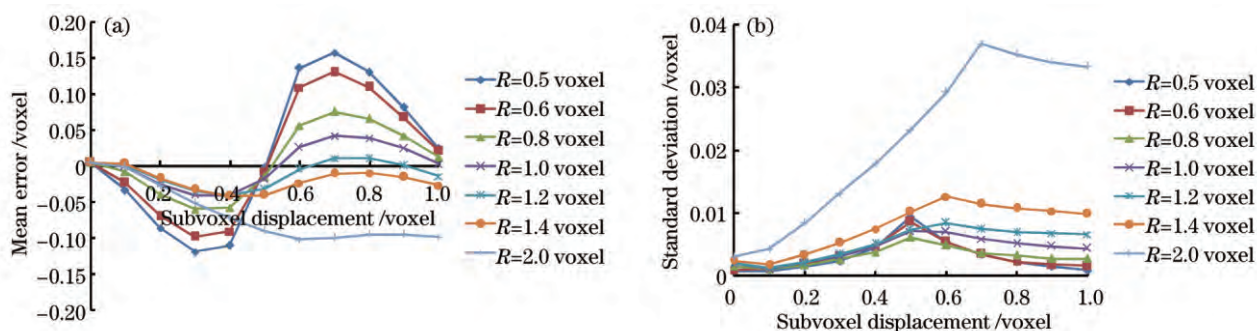 (a)
Mean error /voxel
0.20
0.15
0.10
0.05
0
−0.05
−0.10
−0.15
−0.20
0.2 0.4 0.6 0.8 1.0
Subvoxel displacement /voxel
R=0.5 voxel
R=0.6 voxel
R=0.8 voxel
R=1.0 voxel
R=1.2 voxel
R=1.4 voxel
R=2.0 voxel
(b)
Standard deviation /voxel
0.04
0.03
0.02
0.01
0
0 0.2 0.4 0.6 0.8 1.0
Subvoxel displacement /voxel
R=0.5 voxel
R=0.6 voxel
R=0.8 voxel
R=1.0 voxel
R=1.2 voxel
R=1.4 voxel
R=2.0 voxel